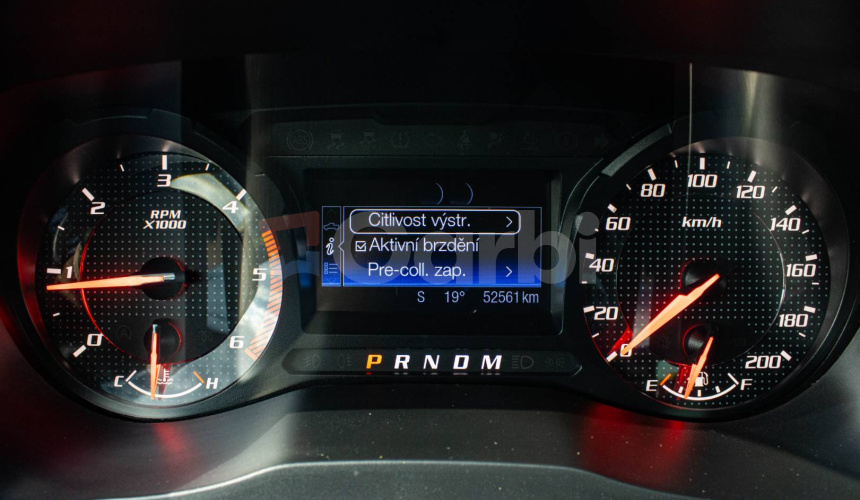 3
2
4
RPM
X1000
1
5
0
6
C
H
Citlivost výstr.
Aktivní brzdění
Pre-coll. zap.
S 19° 52561 km
P R N D M
100
80
120
60
km/h
140
40
160
20
180
0
200
E
F
Carbi